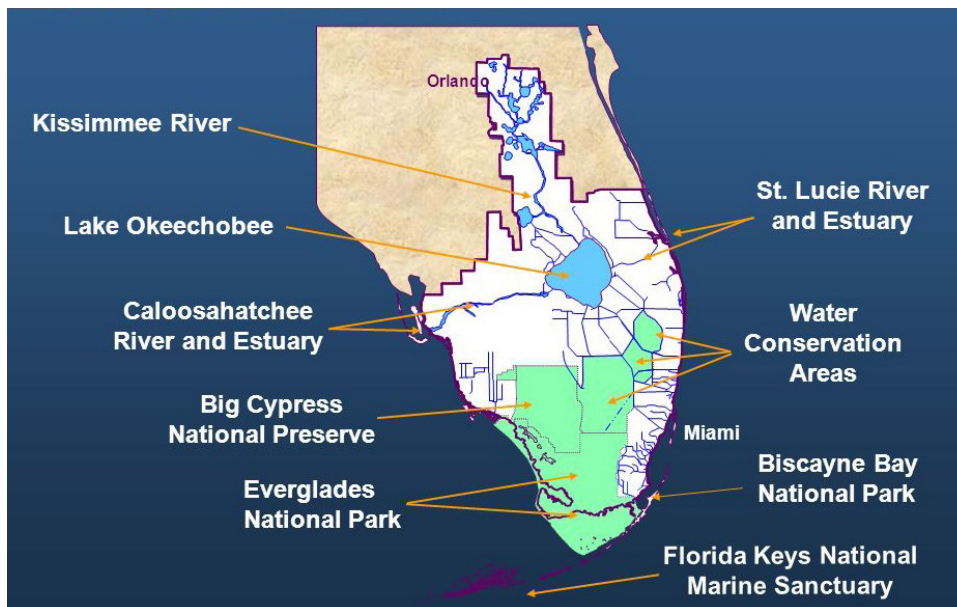 Orlando
Kissimmee River
Lake Okeechobee
St. Lucie River
and Estuary
Caloosahatchee
River and Estuary
Water
Conservation
Areas
Big Cypress
National Preserve
Miami
Everglades
National Park
Biscayne Bay
National Park
Florida Keys National
Marine Sanctuary